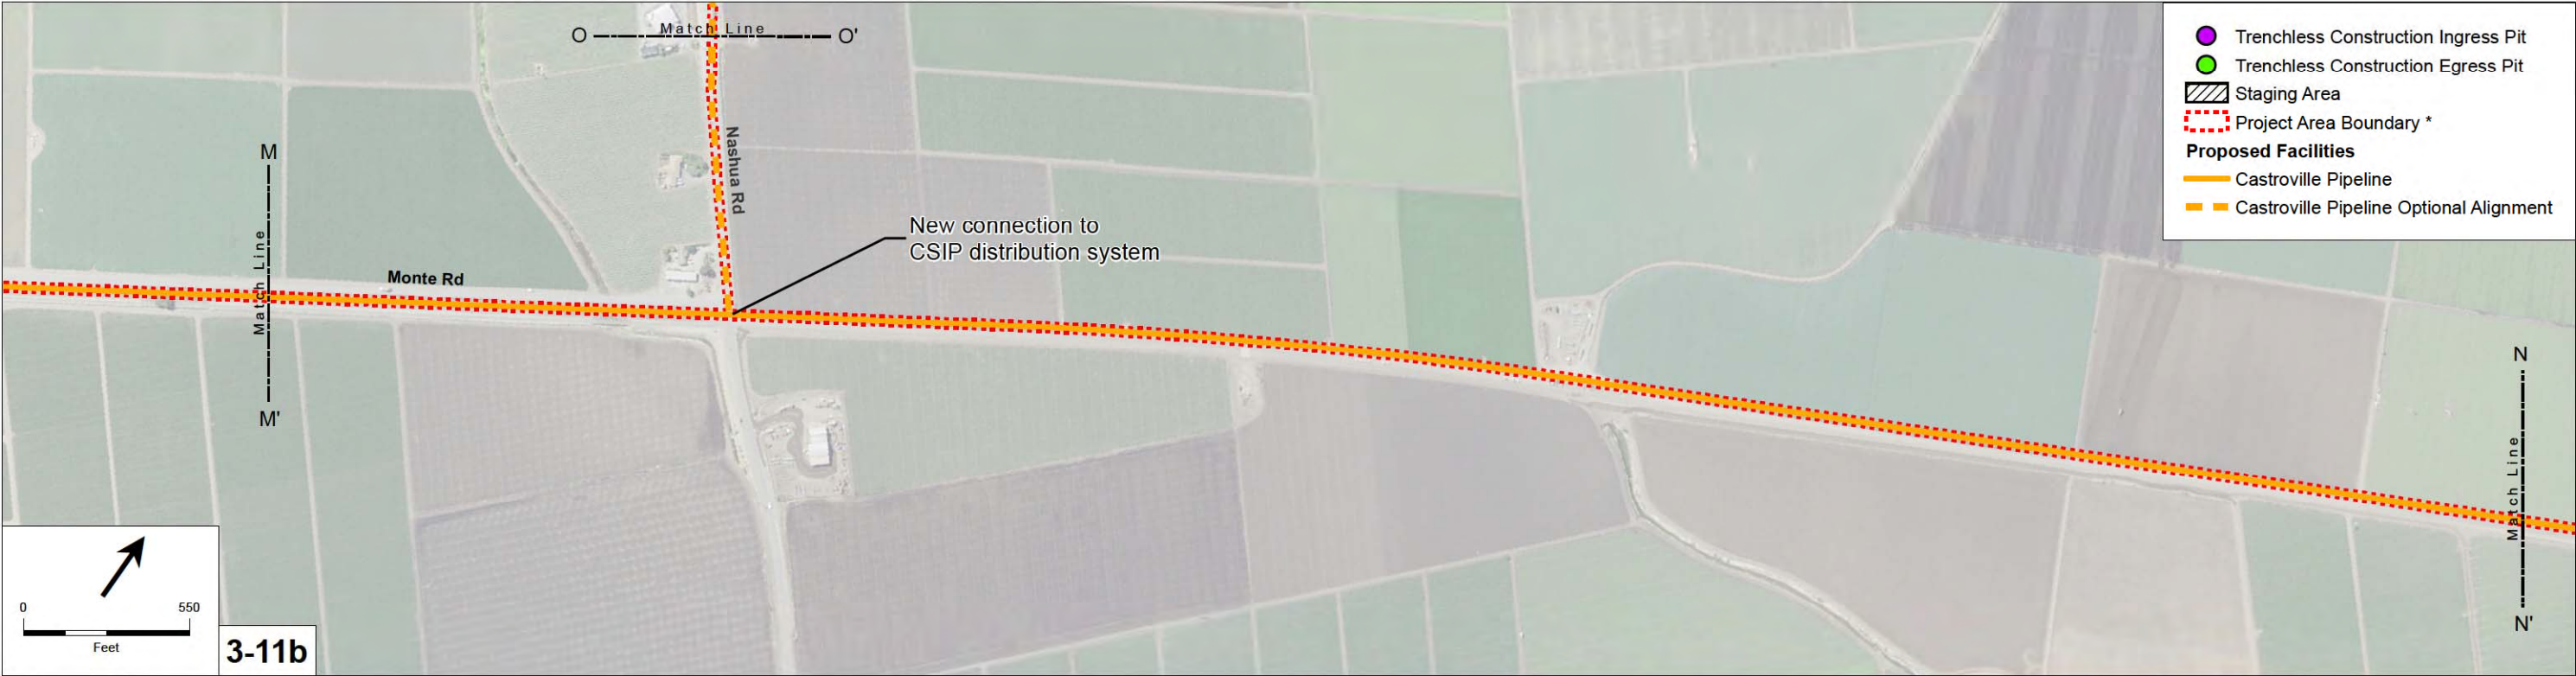 O Match Line O'
Trenchless Construction Ingress Pit
Trenchless Construction Egress Pit
Staging Area
Project Area Boundary *
Proposed Facilities
Castroville Pipeline
Castroville Pipeline Optional Alignment
M
Match Line
M'
Nashua Rd
New connection to
CSIP distribution system
Monte Rd
N
Match Line
N'
0 550
Feet
3-11b